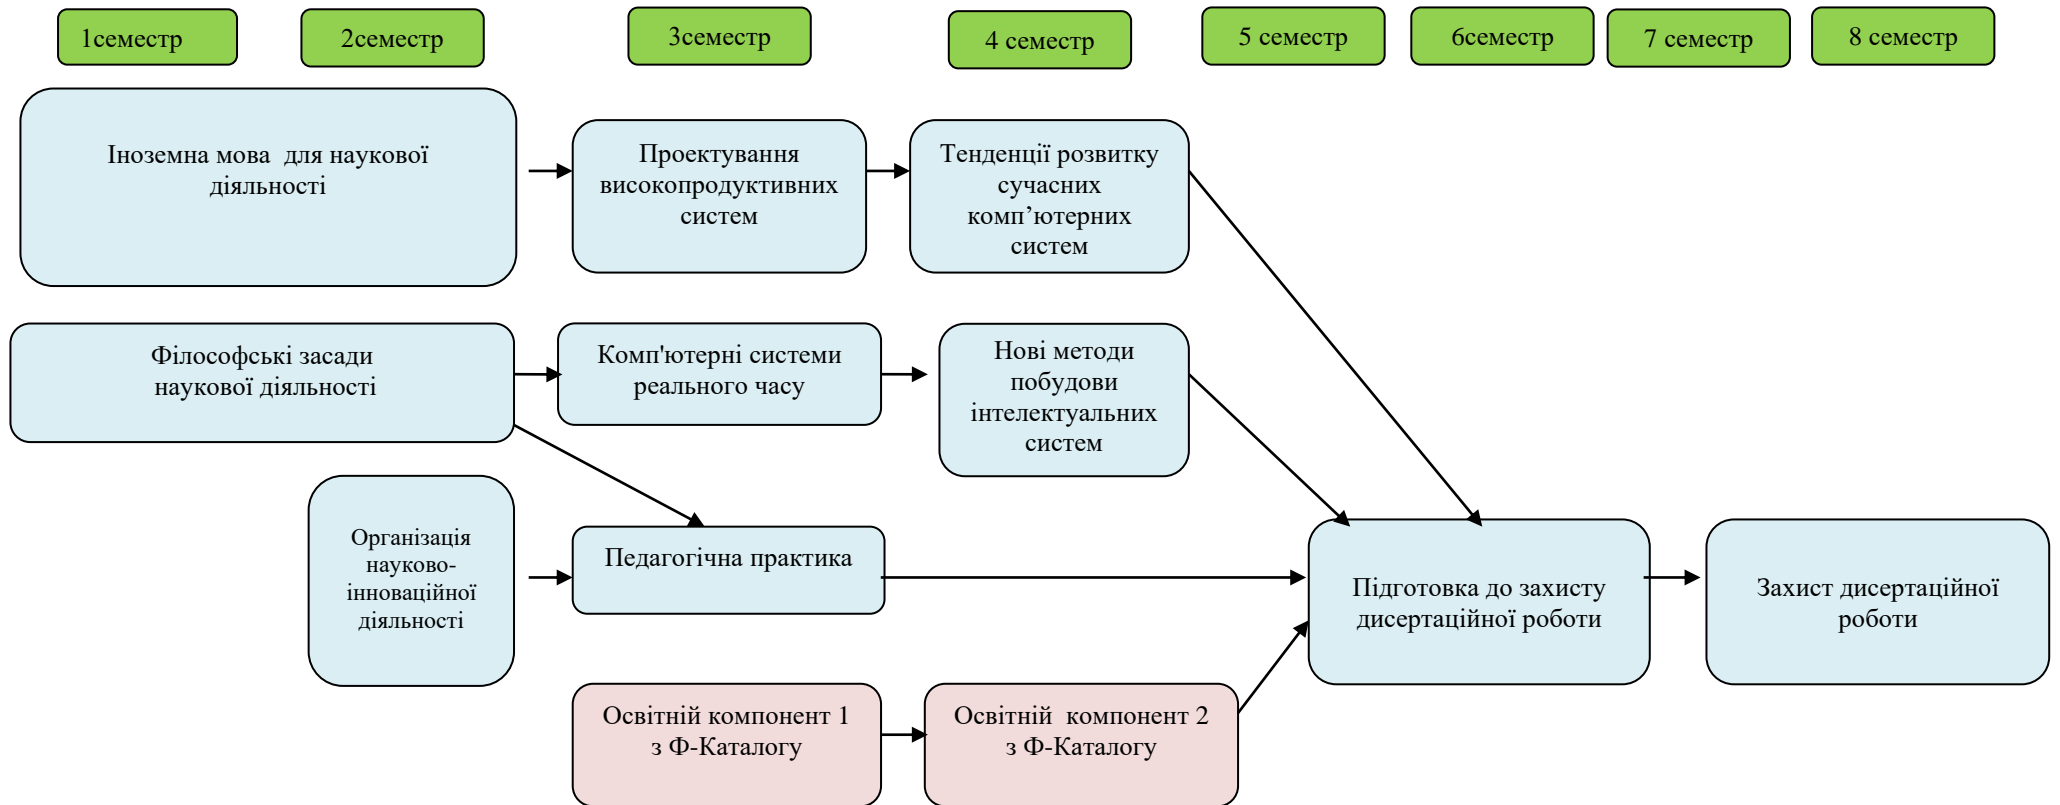 1семестр
2семестр
3семестр
4 семестр
5 семестр
6семестр
7 семестр
8 семестр
Іноземна мова  для наукової
діяльності
Проектування
високопродуктивних
систем
Тенденції розвитку
сучасних
комп’ютерних
систем
Філософські засади
наукової діяльності
Комп'ютерні системи
реального часу
Нові методи
побудови
інтелектуальних
систем
Організація
науково-
інноваційної
діяльності
Педагогічна практика
Підготовка до захисту
дисертаційної роботи
Захист дисертаційної
роботи
Освітній компонент 1
з Ф-Каталогу
Освітній  компонент 2
з Ф-Каталогу